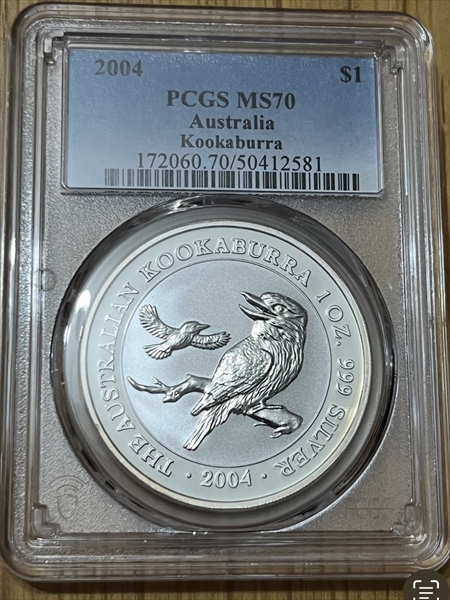 2004 $1
PCGS MS70
Australia
Kookaburra
172060.70/50412581
THE AUSTRALIAN KOOKABURRA 1 OZ. 999 SILVER
· 2004 ·